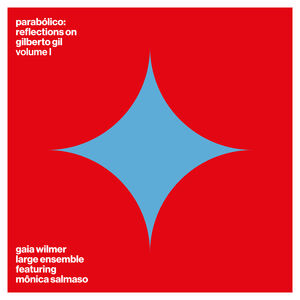 parabólico:
reflections on
gilberto gil
volume I
gaia wilmer
large ensemble
featuring
mônica salmaso